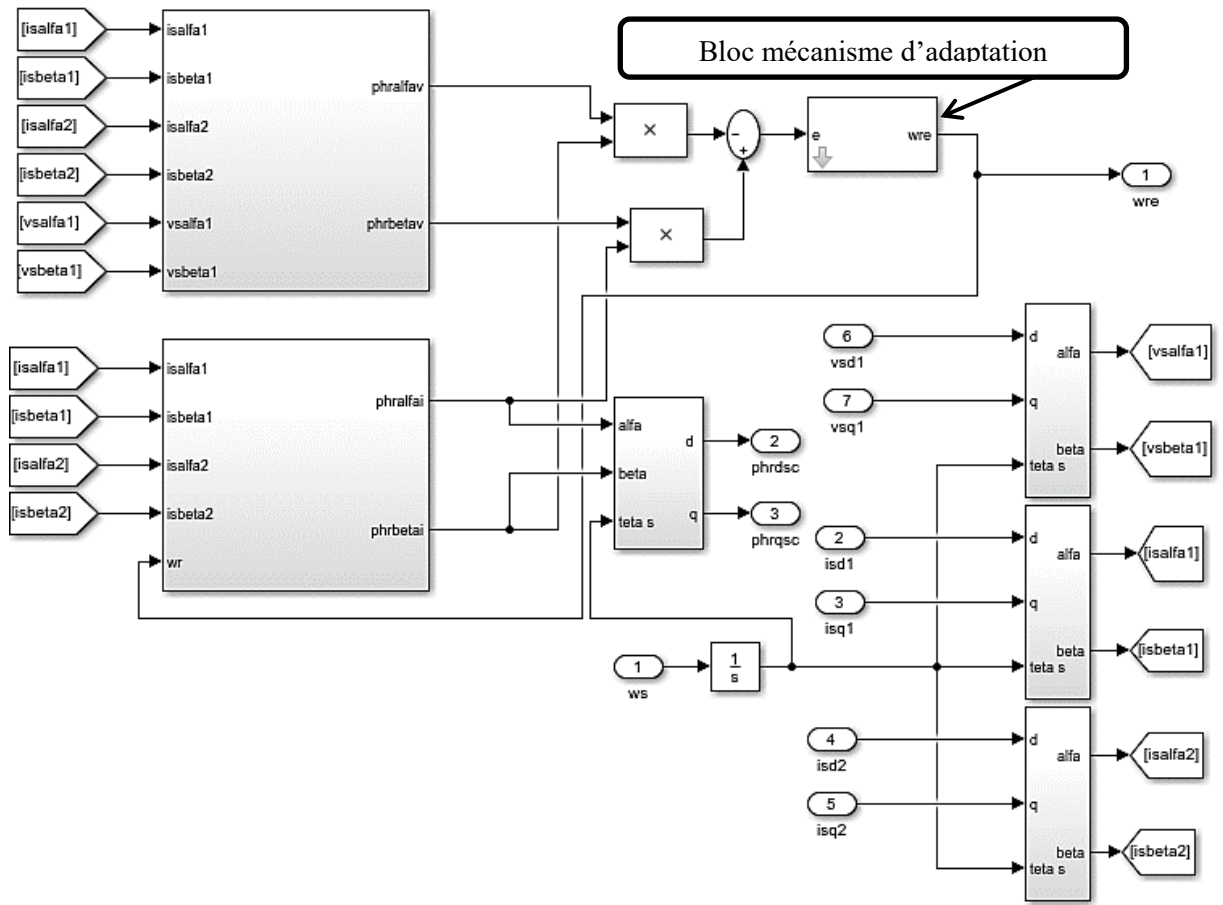 Bloc mécanisme d'adaptation
[isalfa1]
[isbeta1]
[isalfa2]
[isbeta2]
[vsalfa1]
[vsbeta1]
isalfa1
isbeta1
isalfa2
isbeta2
vsalfa1
vsbeta1
phralfav
phrbetav
×
×
−
+
e
wre
1
wre
[isalfa1]
[isbeta1]
[isalfa2]
[isbeta2]
isalfa1
isbeta1
isalfa2
isbeta2
wr
phralfai
phrbetai
alfa
beta
teta s
d
q
2
phrdsc
3
phrqsc
1
ws
1
s
6
vsd1
7
vsq1
d
q
teta s
alfa
beta
[vsalfa1]
[vsbeta1]
2
isd1
3
isq1
d
q
teta s
alfa
beta
[isalfa1]
[isbeta1]
4
isd2
5
isq2
d
q
teta s
alfa
beta
[isalfa2]
[isbeta2]